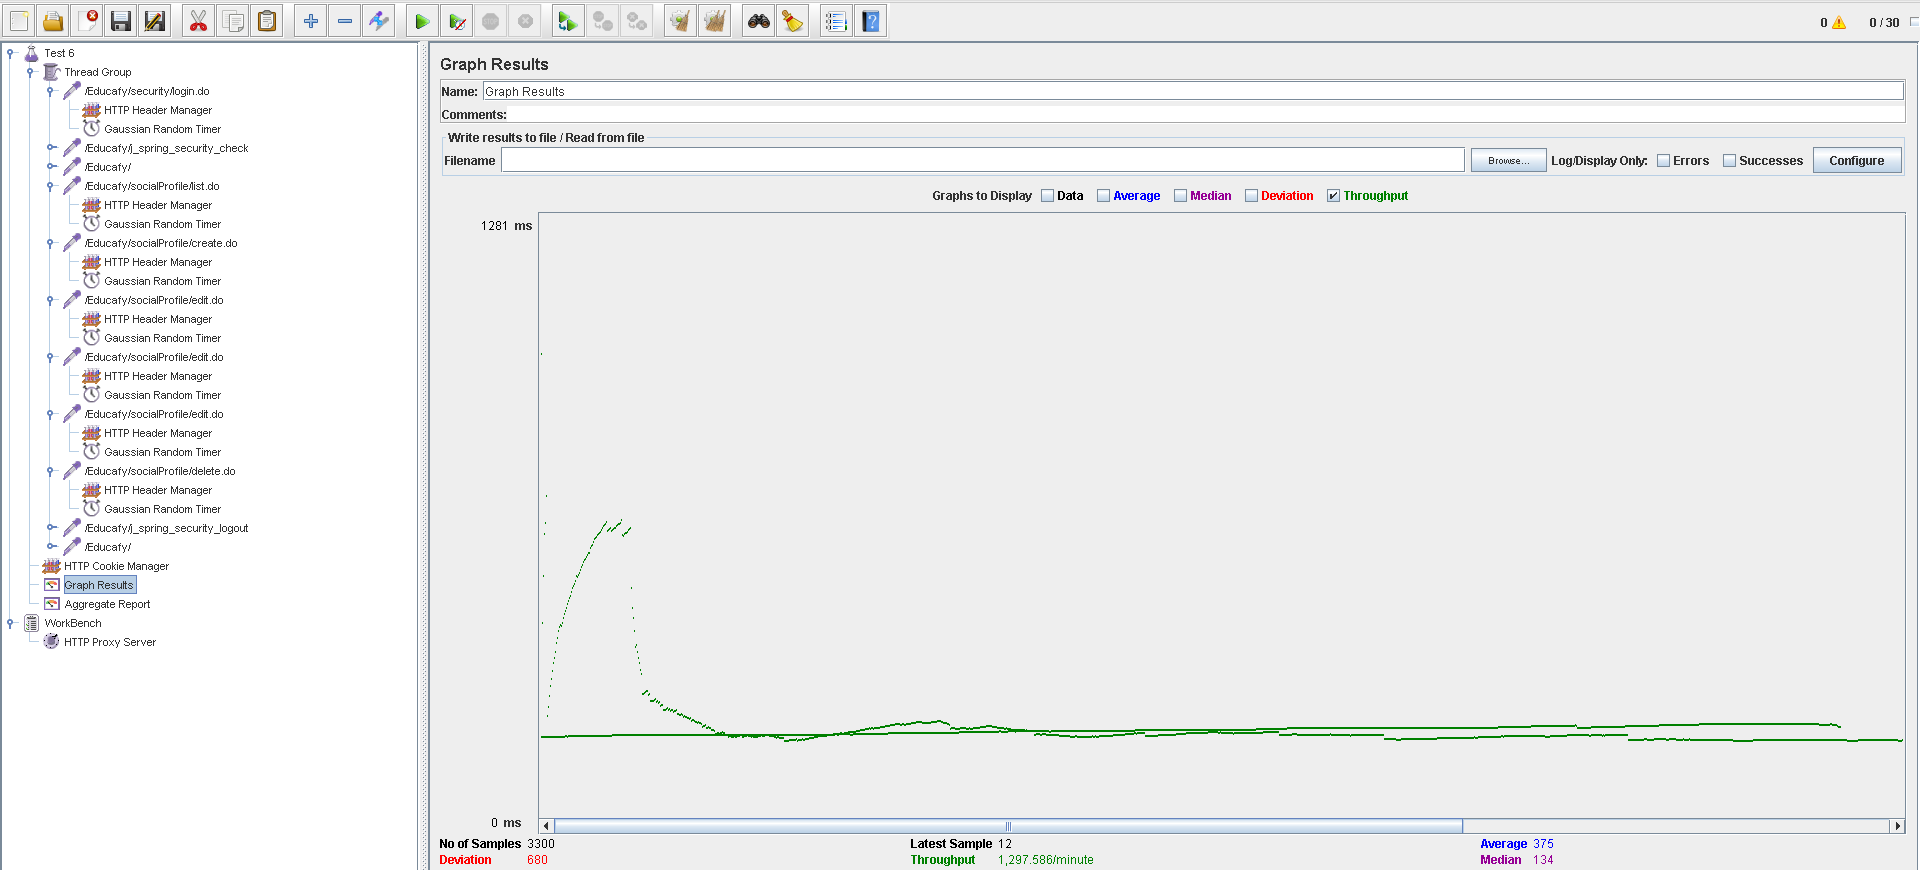 0 0 / 30
Test 6
Thread Group
/Educafy/security/login.do
HTTP Header Manager
Gaussian Random Timer
/Educafy/j_spring_security_check
/Educafy/
/Educafy/socialProfile/list.do
HTTP Header Manager
Gaussian Random Timer
/Educafy/socialProfile/create.do
HTTP Header Manager
Gaussian Random Timer
/Educafy/socialProfile/edit.do
HTTP Header Manager
Gaussian Random Timer
/Educafy/socialProfile/edit.do
HTTP Header Manager
Gaussian Random Timer
/Educafy/socialProfile/edit.do
HTTP Header Manager
Gaussian Random Timer
/Educafy/socialProfile/delete.do
HTTP Header Manager
Gaussian Random Timer
/Educafy/j_spring_security_logout
/Educafy/
HTTP Cookie Manager
Graph Results
Aggregate Report
WorkBench
HTTP Proxy Server
Graph Results
Name: Graph Results
Comments:
Write results to file / Read from file
Filename Browse... Log/Display Only: Errors Successes Configure
Graphs to Display Data Average Median Deviation Throughput
1281 ms
0 ms
No of Samples 3300 Latest Sample 12 Average 375
Deviation 680 Throughput 1,297.586/minute Median 134